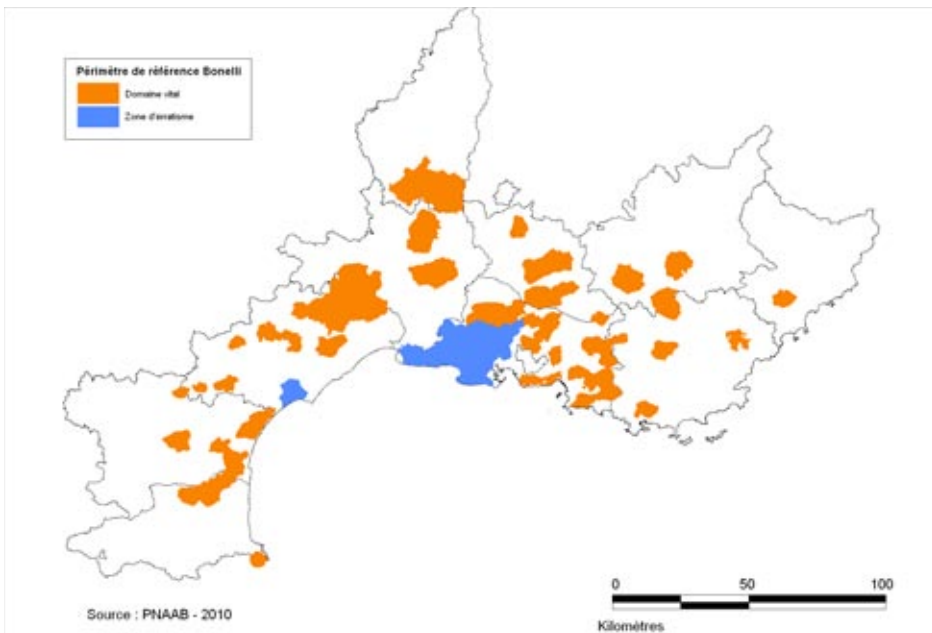 Périmètre de référence Bonelli
Domaine vital
Zone d'erratisme
0 50 100
Kilomètres
Source : PNAAB - 2010